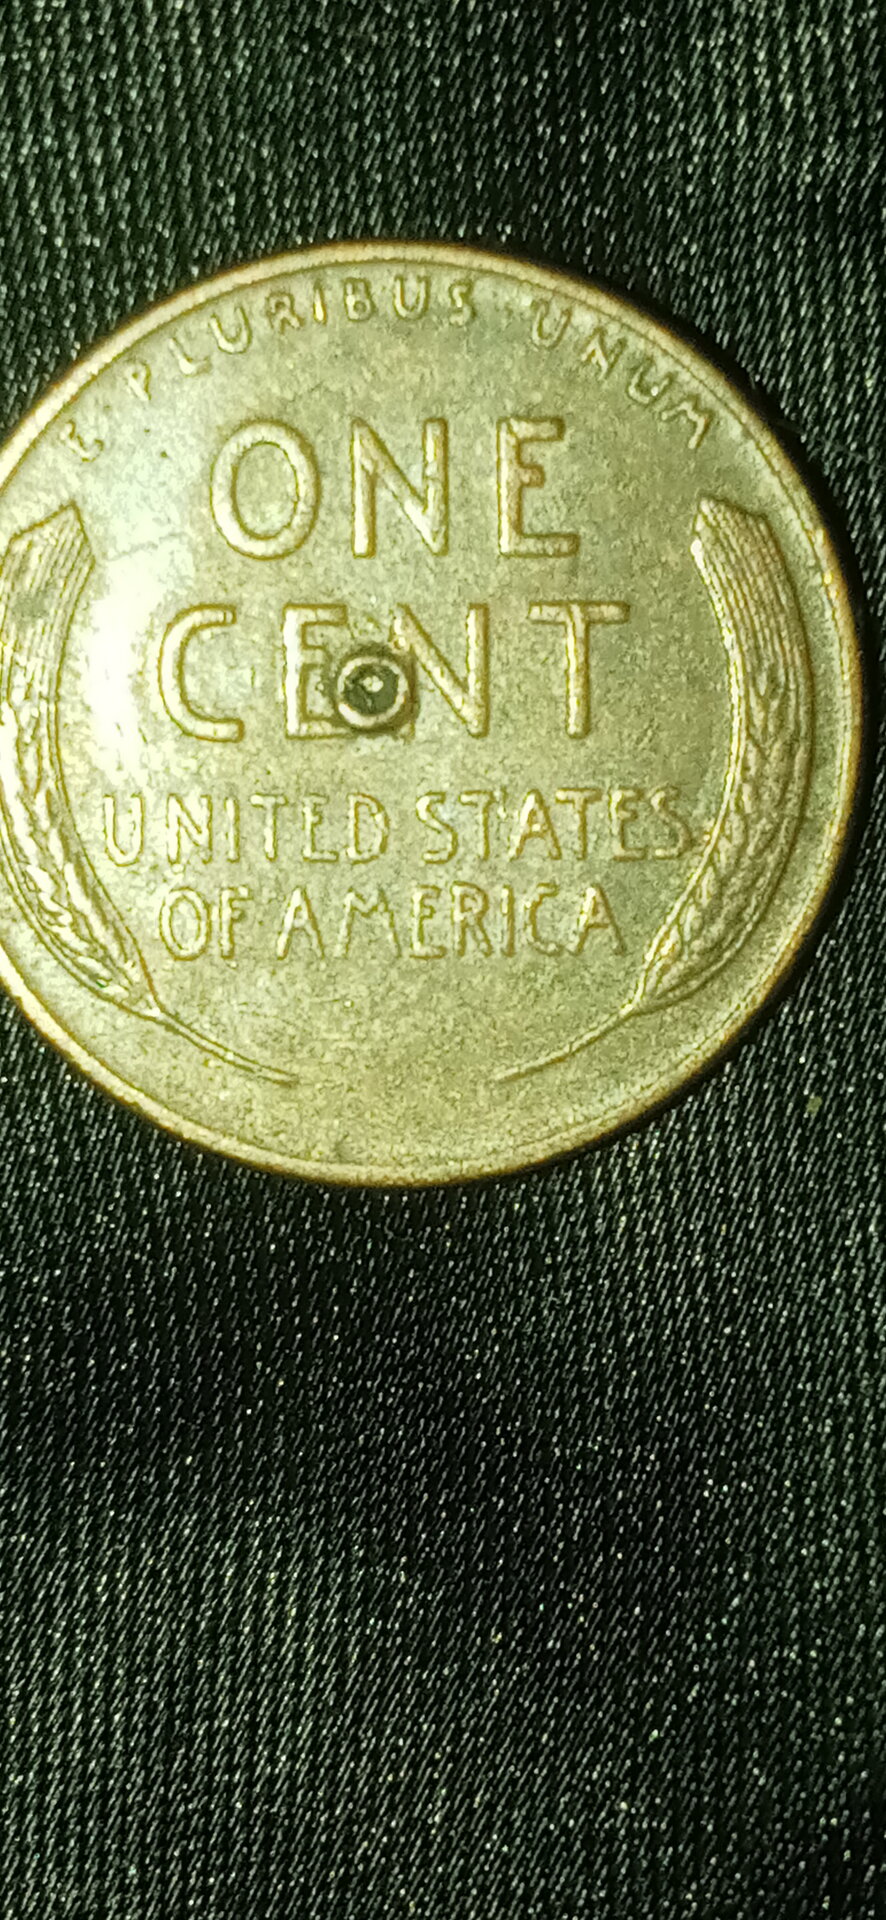 E PLURIBUS UNUM
ONE
CENT
UNITED STATES
OF AMERICA